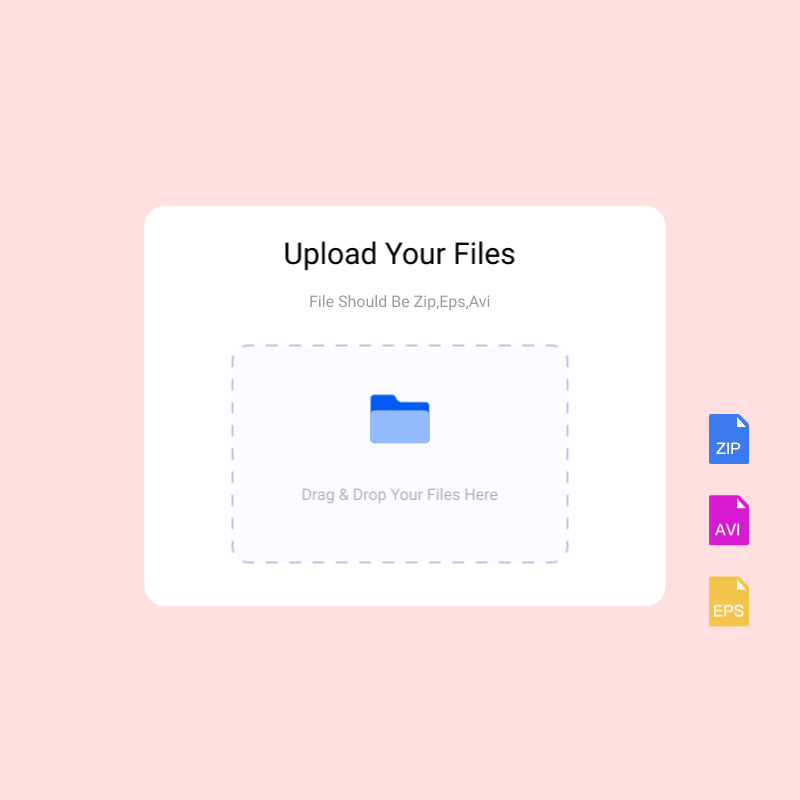 Upload Your Files
File Should Be Zip,Eps,Avi
Drag & Drop Your Files Here
ZIP
AVI
EPS